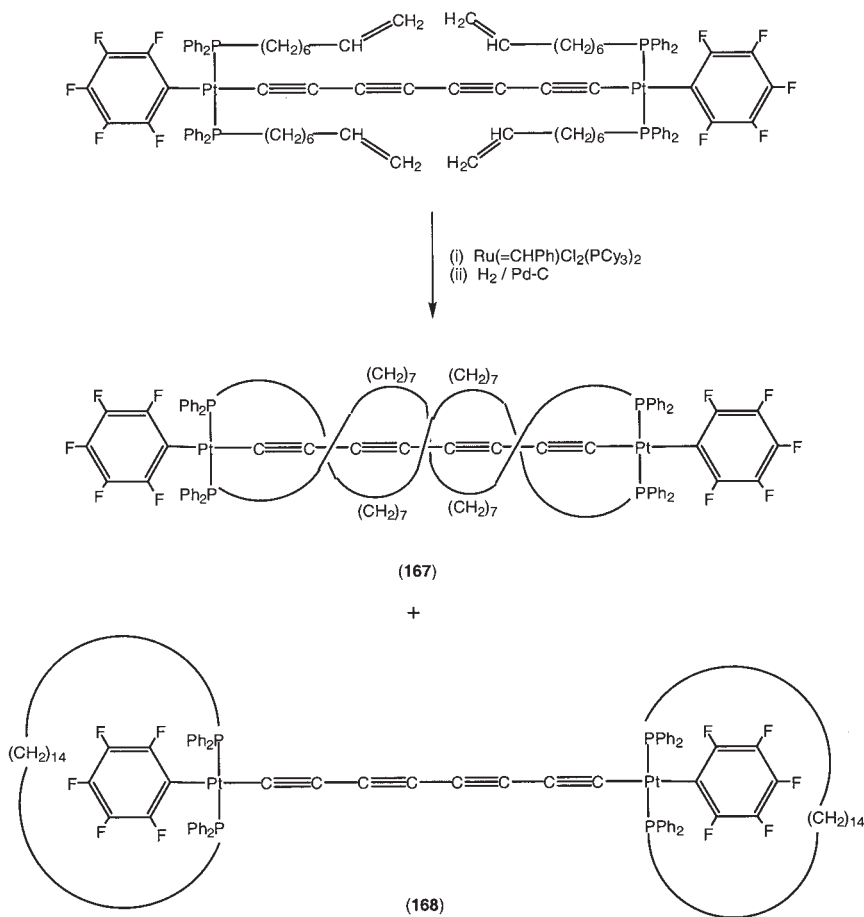 H₂C CH₂
Ph₂P—(CH₂)₆—CH HC—(CH₂)₆—PPh₂
F F F F
F—Pt—C≡C—C≡C—C≡C—C≡C—Pt—F
F F F F
Ph₂P—(CH₂)₆—CH HC—(CH₂)₆—PPh₂
CH₂ H₂C
(i) Ru(=CHPh)Cl₂(PCy₃)₂
(ii) H₂ / Pd-C
(CH₂)₇ (CH₂)₇
Ph₂P PPh₂
F F F F
F—Pt—C≡C—C≡C—C≡C—C≡C—Pt—F
F F F F
Ph₂P PPh₂
(CH₂)₇ (CH₂)₇
(167)
+
F F Ph₂P PPh₂ F F
(CH₂)₁₄
F—Pt—C≡C—C≡C—C≡C—C≡C—Pt—F
F F Ph₂P PPh₂ F F
(CH₂)₁₄
(168)